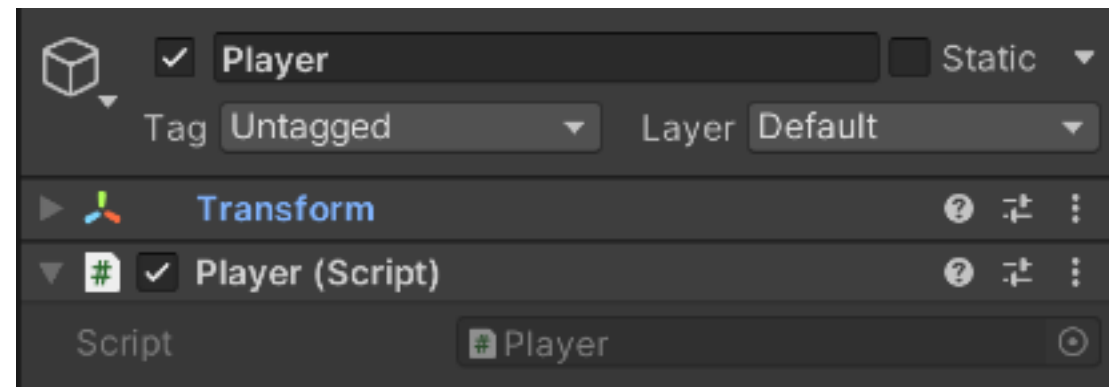 Player Static
Tag Untagged Layer Default
Transform
# Player (Script)
Script # Player